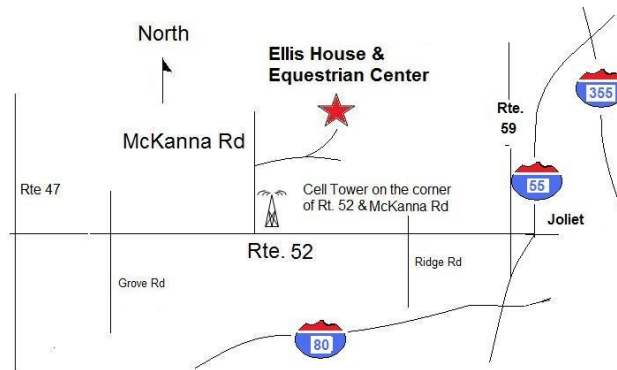 North
Ellis House &
Equestrian Center
355
Rte.
59
McKanna Rd
55
Rte 47
Cell Tower on the corner
of Rt. 52 & McKanna Rd
Joliet
Rte. 52
Ridge Rd
Grove Rd
80